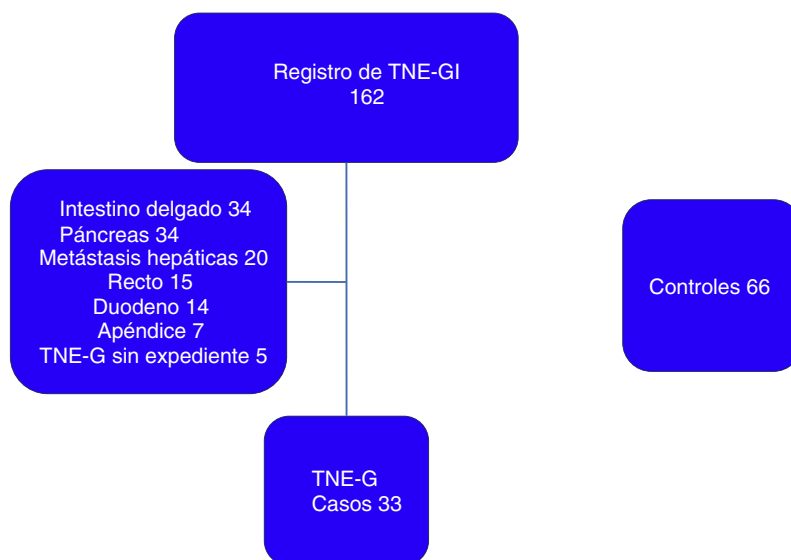 Registro de TNE-GI
162
Intestino delgado 34
Páncreas 34
Metástasis hepáticas 20
Recto 15
Duodeno 14
Apéndice 7
TNE-G sin expediente 5
Controles 66
TNE-G
Casos 33